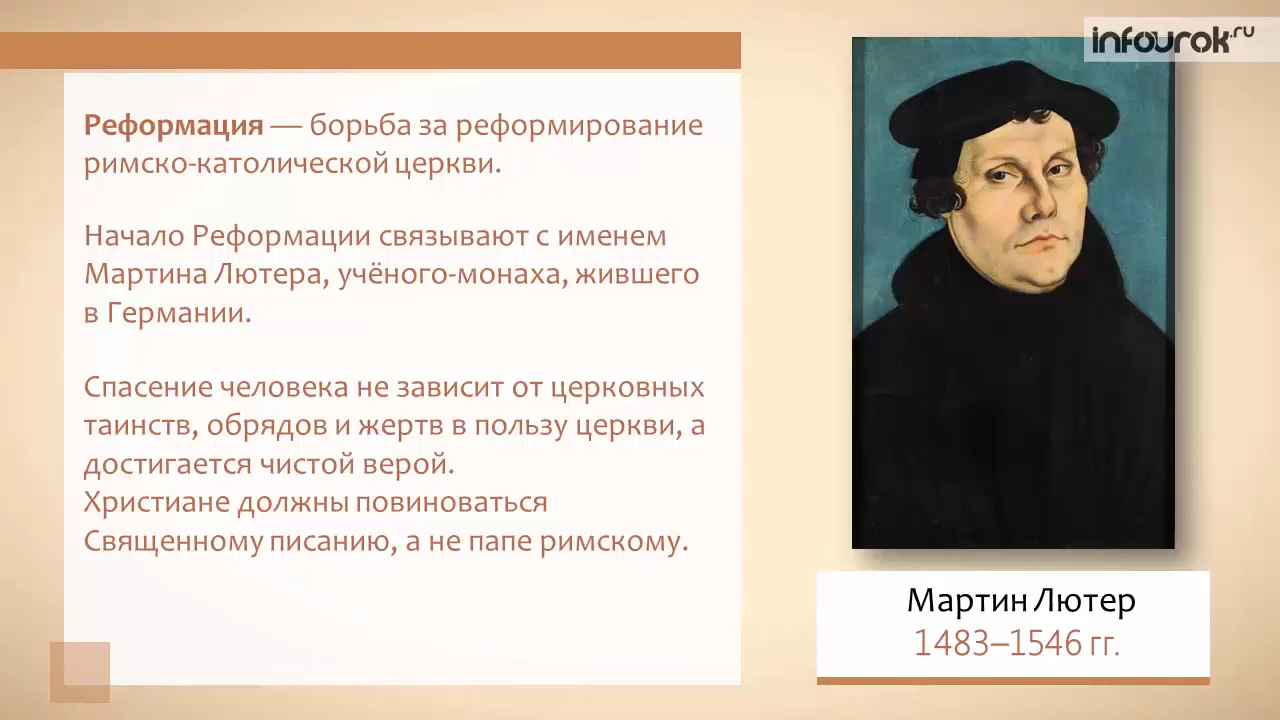 infourok.ru
Реформация — борьба за реформирование
римско-католической церкви.
Начало Реформации связывают с именем
Мартина Лютера, учёного-монаха, жившего
в Германии.
Спасение человека не зависит от церковных
таинств, обрядов и жертв в пользу церкви, а
достигается чистой верой.
Христиане должны повиноваться
Священному писанию, а не папе римскому.
Мартин Лютер
1483–1546 гг.